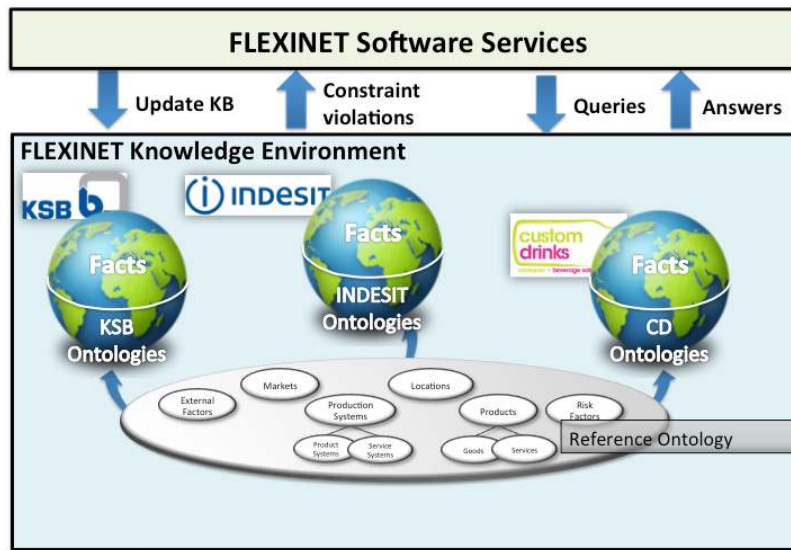 FLEXINET Software Services
Update KB
Constraint
violations
Queries
Answers
FLEXINET Knowledge Environment
KSB b
i INDESIT
custom
drinks
Facts
KSB
Ontologies
Facts
INDESIT
Ontologies
Facts
CD
Ontologies
External
Factors
Markets
Production
Systems
Locations
Products
Risk
Factors
Product
Systems
Service
Systems
Goods
Services
Reference Ontology